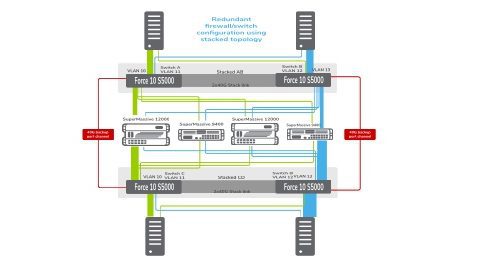 Redundant
firewall/switch
configuration using
stacked topology
Switch A
Switch B
VLAN 10
VLAN 11
Stacked AB
VLAN 12
VLAN 13
Force 10 S5000
Force 10 S5000
2x40G Stack link
SuperMassive 12000
SuperMassive 9400
SuperMassive 12000
SuperMassive 9400
40G backup
port channel
40G backup
port channel
Switch C
VLAN 10
VLAN 11
Stacked CD
VLAN 12
VLAN 12
Force 10 S5000
Force 10 S5000
2x40G Stack link